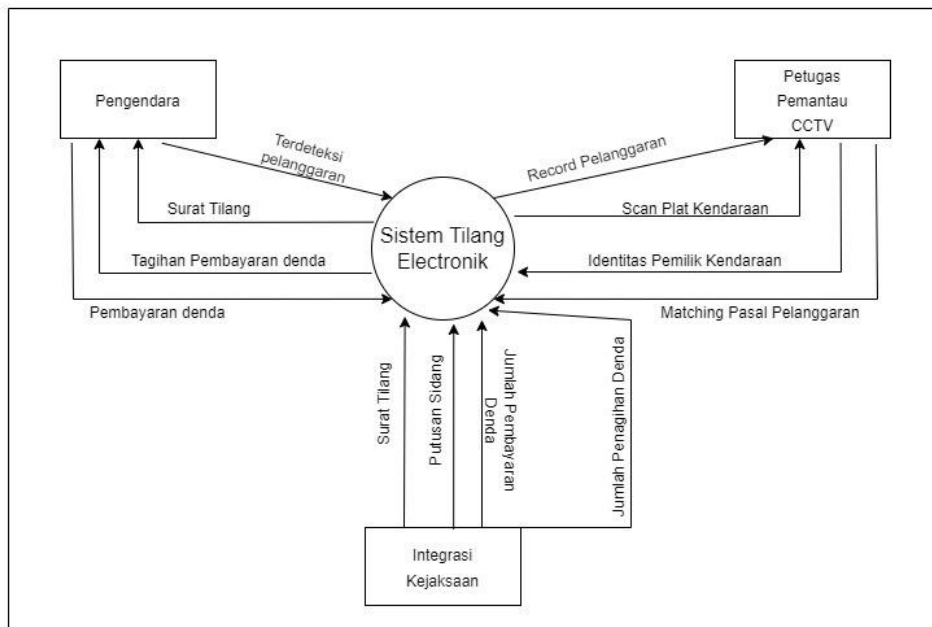 Pengendara
Petugas
Pemantau
CCTV
Terdeteksi
pelanggaran
Record Pelanggaran
Surat Tilang
Scan Plat Kendaraan
Sistem Tilang
Electronik
Tagihan Pembayaran denda
Identitas Pemilik Kendaraan
Pembayaran denda
Matching Pasal Pelanggaran
Surat Tilang
Putusan Sidang
Jumlah Pembayaran
Denda
Jumlah Penagihan Denda
Integrasi
Kejaksaan